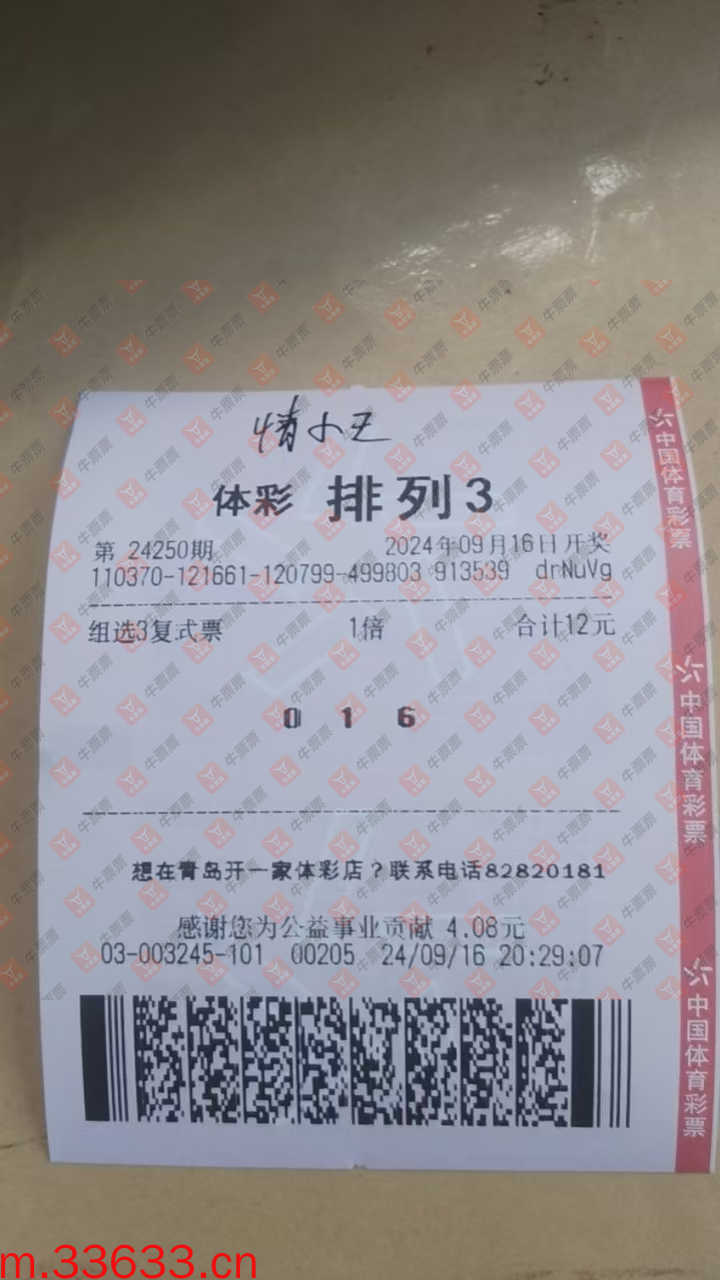 情小王
体彩 排列3
第 24250期 2024年09月16日开奖
110370-121661-120799-499803 913539 drNuVg
组选3复式票 1倍 合计12元
0 1 6
想在青岛开一家体彩店？联系电话82820181
感谢您为公益事业贡献 4.08元
03-003245-101 00205 24/09/16 20:29:07
中国体育彩票
中国体育彩票
中国体育彩票
牛票票
m.33633.cn